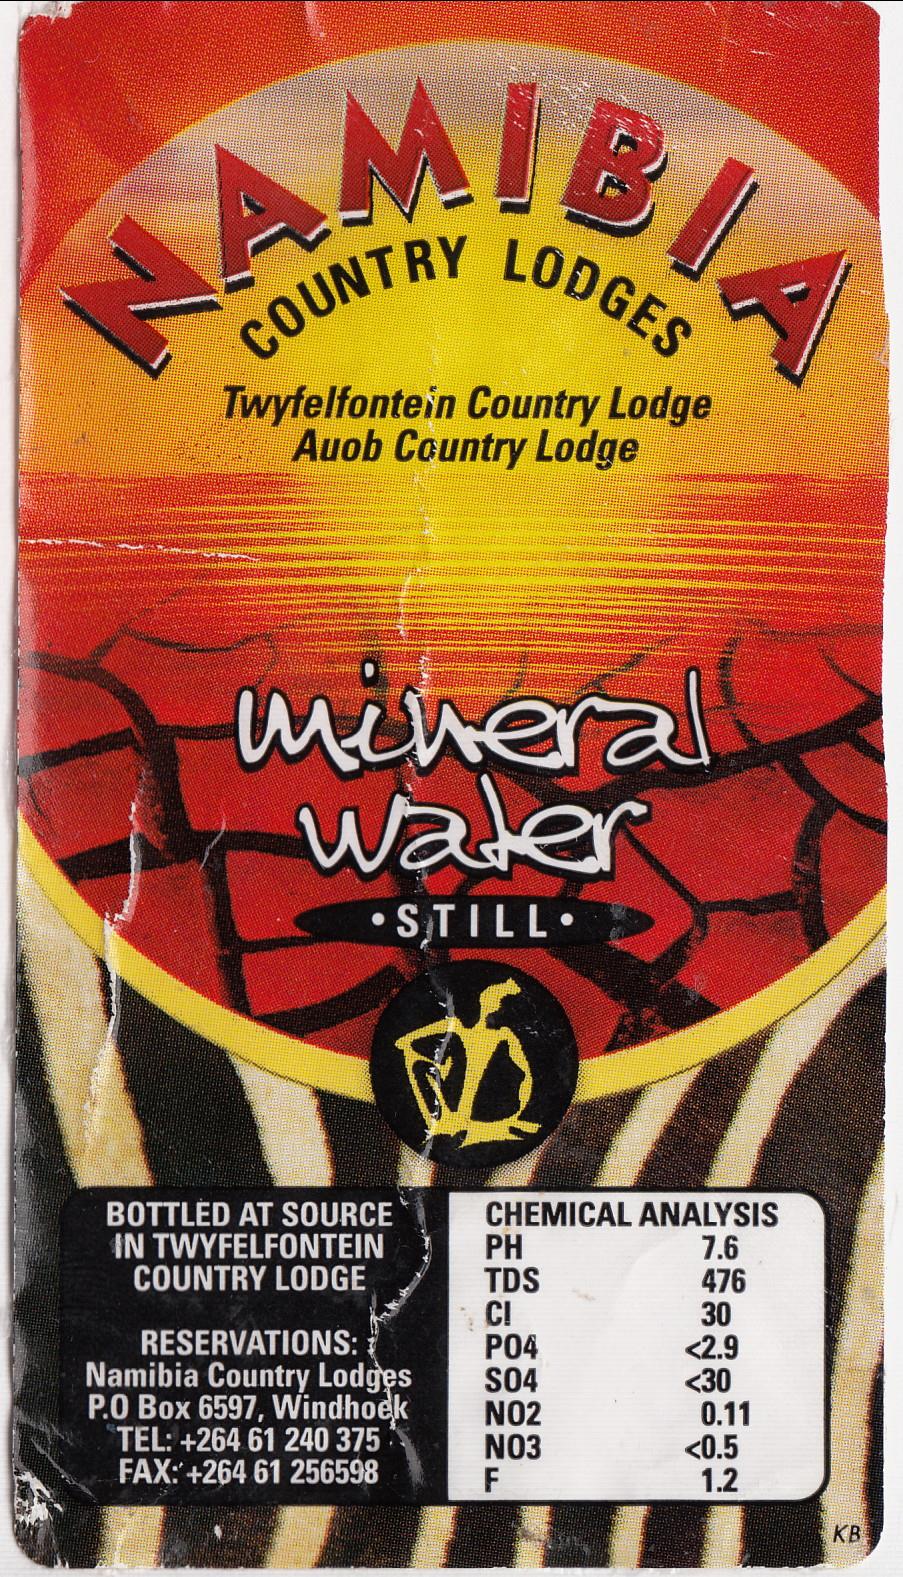 NAMIBIA
COUNTRY LODGES
Twyfelfontein Country Lodge
Auob Country Lodge
mineral
water
•STILL•
BOTTLED AT SOURCE
IN TWYFELFONTEIN
COUNTRY LODGE
RESERVATIONS:
Namibia Country Lodges
P.O Box 6597, Windhoek
TEL: +264 61 240 375
FAX: +264 61 256598
CHEMICAL ANALYSIS
PH 7.6
TDS 476
Cl 30
PO4 <2.9
SO4 <30
NO2 0.11
NO3 <0.5
F 1.2
KB